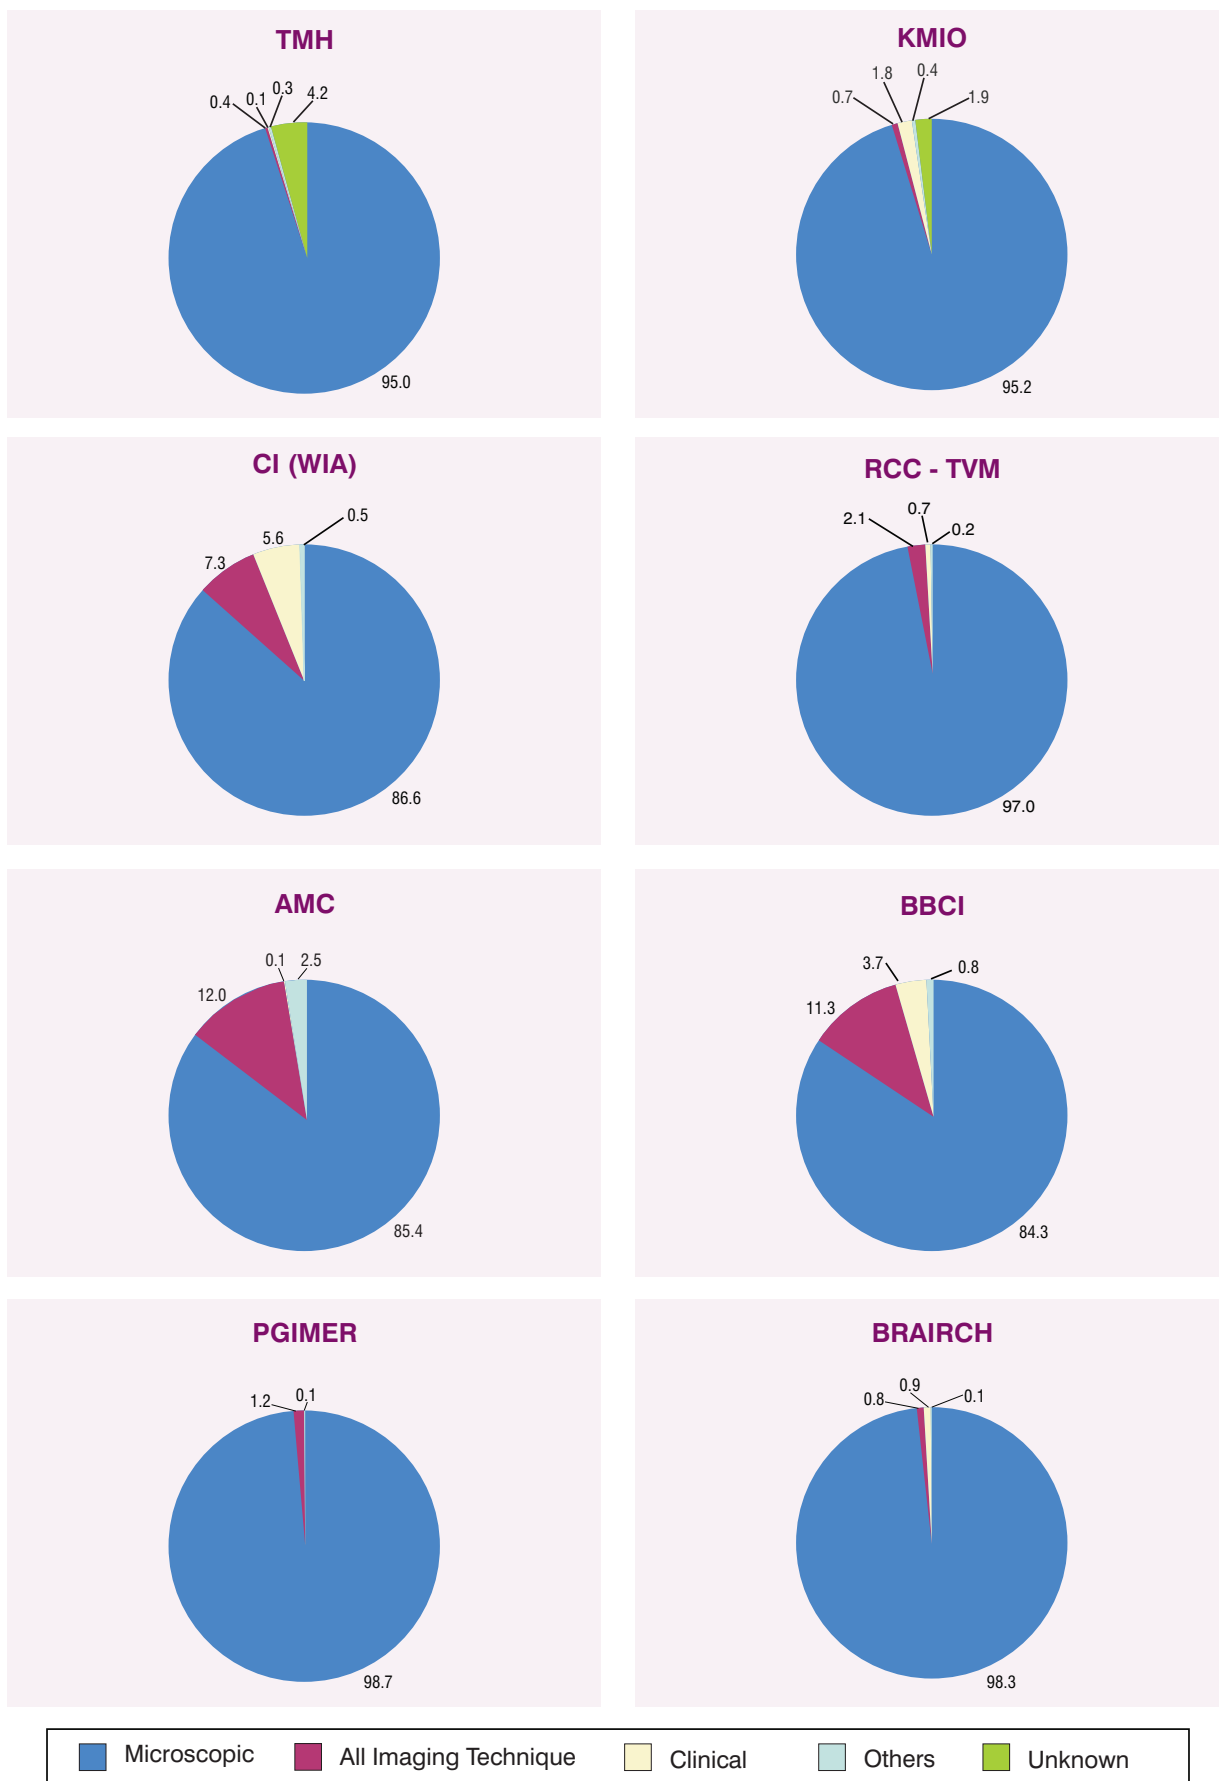 TMH
0.4 0.1 0.3 4.2
95.0
KMIO
0.7 1.8 0.4 1.9
95.2
CI (WIA)
7.3 5.6 0.5
86.6
RCC - TVM
2.1 0.7 0.2
97.0
AMC
12.0 0.1 2.5
85.4
BBCI
11.3 3.7 0.8
84.3
PGIMER
1.2 0.1
98.7
BRAIRCH
0.8 0.9 0.1
98.3
Microscopic All Imaging Technique Clinical Others Unknown